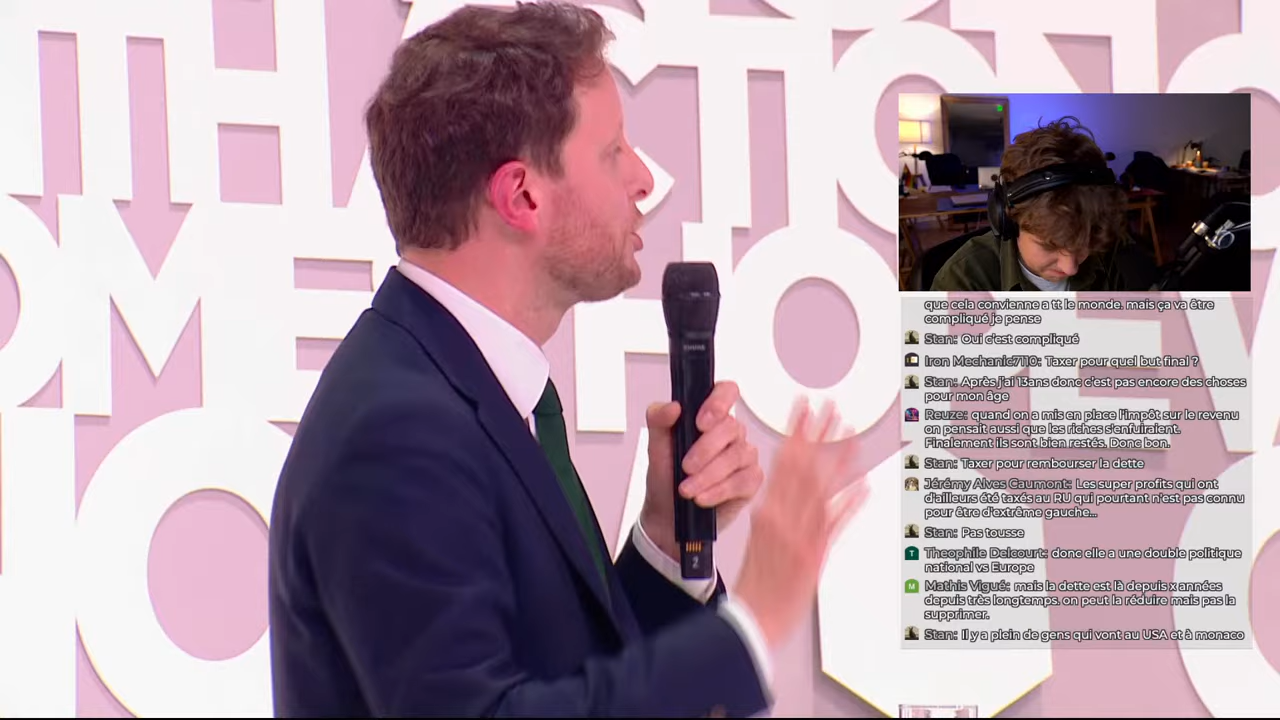 que cela convienne a tt le monde. mais ça va être
compliqué je pense
Stan: Oui c'est compliqué
Iron Mechanic7110: Taxer pour quel but final ?
Stan: Après j'ai 13ans donc c'est pas encore des choses
pour mon âge
Reuze: quand on a mis en place l'impôt sur le revenu
on pensait aussi que les riches s'enfuiraient.
Finalement ils sont bien restés. Donc bon.
Stan: Taxer pour rembourser la dette
Jérémy Alves Caumont: Les super profits qui ont
d'ailleurs été taxés au RU qui pourtant n'est pas connu
pour être d'extrême gauche...
Stan: Pas tousse
T Theophile Delcourt: donc elle a une double politique
national vs Europe
M Mathis Vigué: mais la dette est là depuis x années
depuis très longtemps. on peut la réduire mais pas la
supprimer.
Stan: Il y a plein de gens qui vont au USA et à monaco
SHURE
2